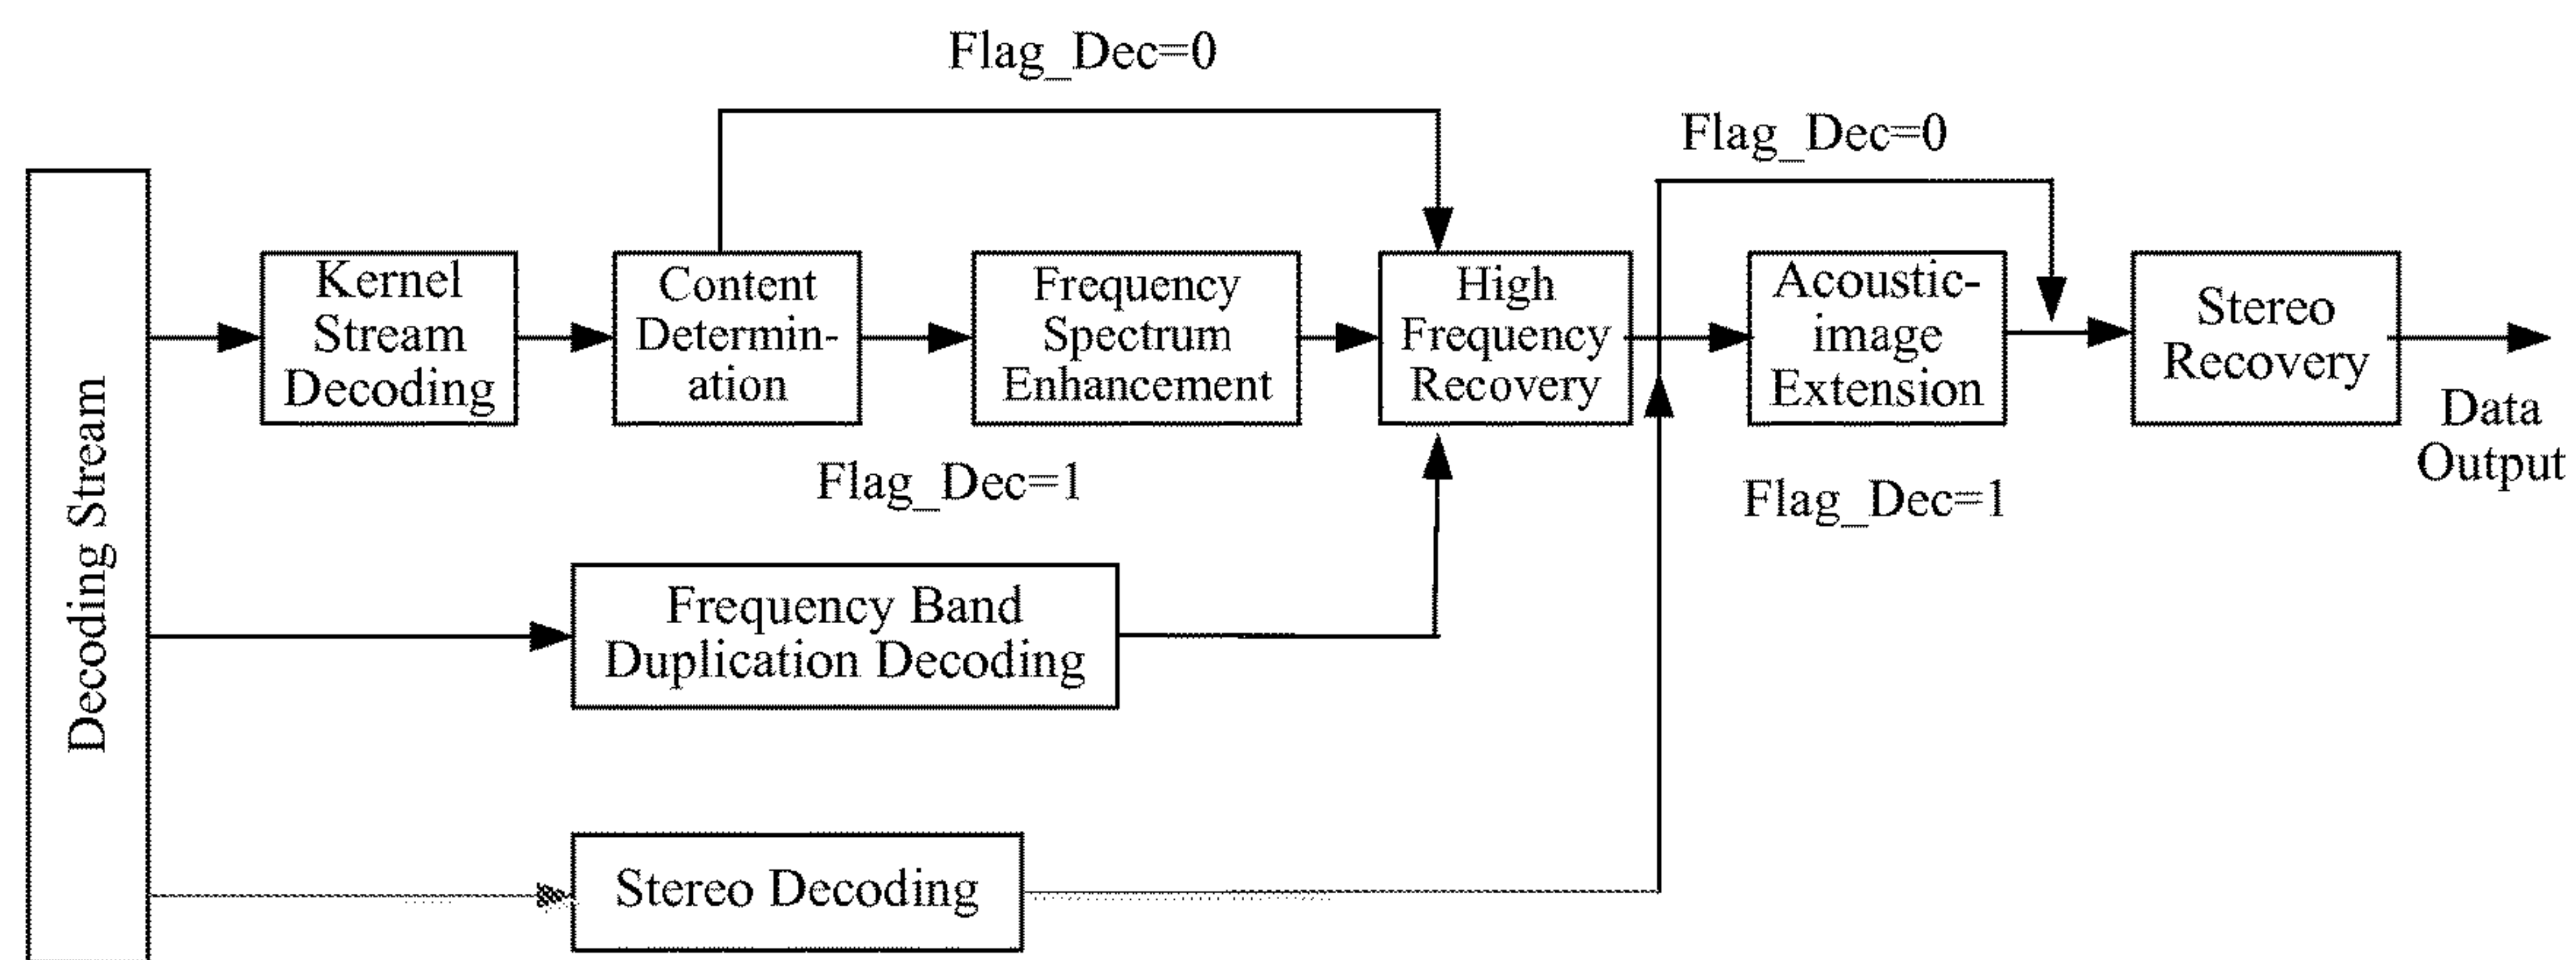 Flag_Dec=0
Flag_Dec=0
Decoding Stream
Kernel
Stream
Decoding
Content
Determin-
ation
Frequency
Spectrum
Enhancement
High
Frequency
Recovery
Acoustic-
image
Extension
Stereo
Recovery
Data
Output
Flag_Dec=1
Flag_Dec=1
Frequency Band
Duplication Decoding
Stereo Decoding